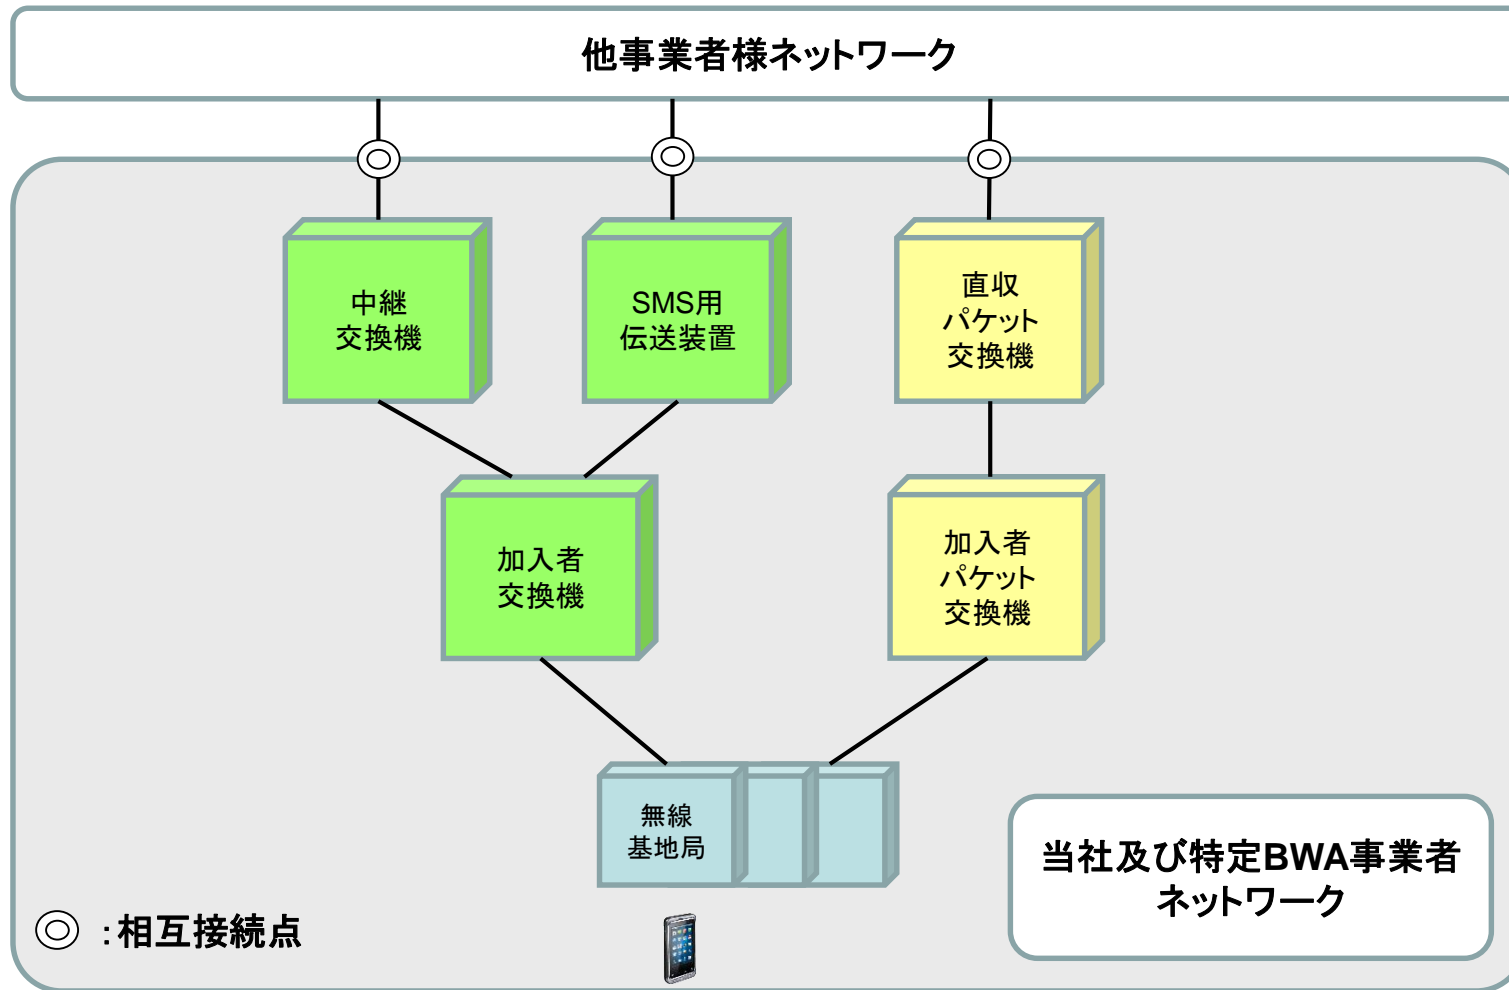 他事業者様ネットワーク
中継
交換機
SMS用
伝送装置
直収
パケット
交換機
加入者
交換機
加入者
パケット
交換機
無線
基地局
当社及び特定BWA事業者
ネットワーク
：相互接続点